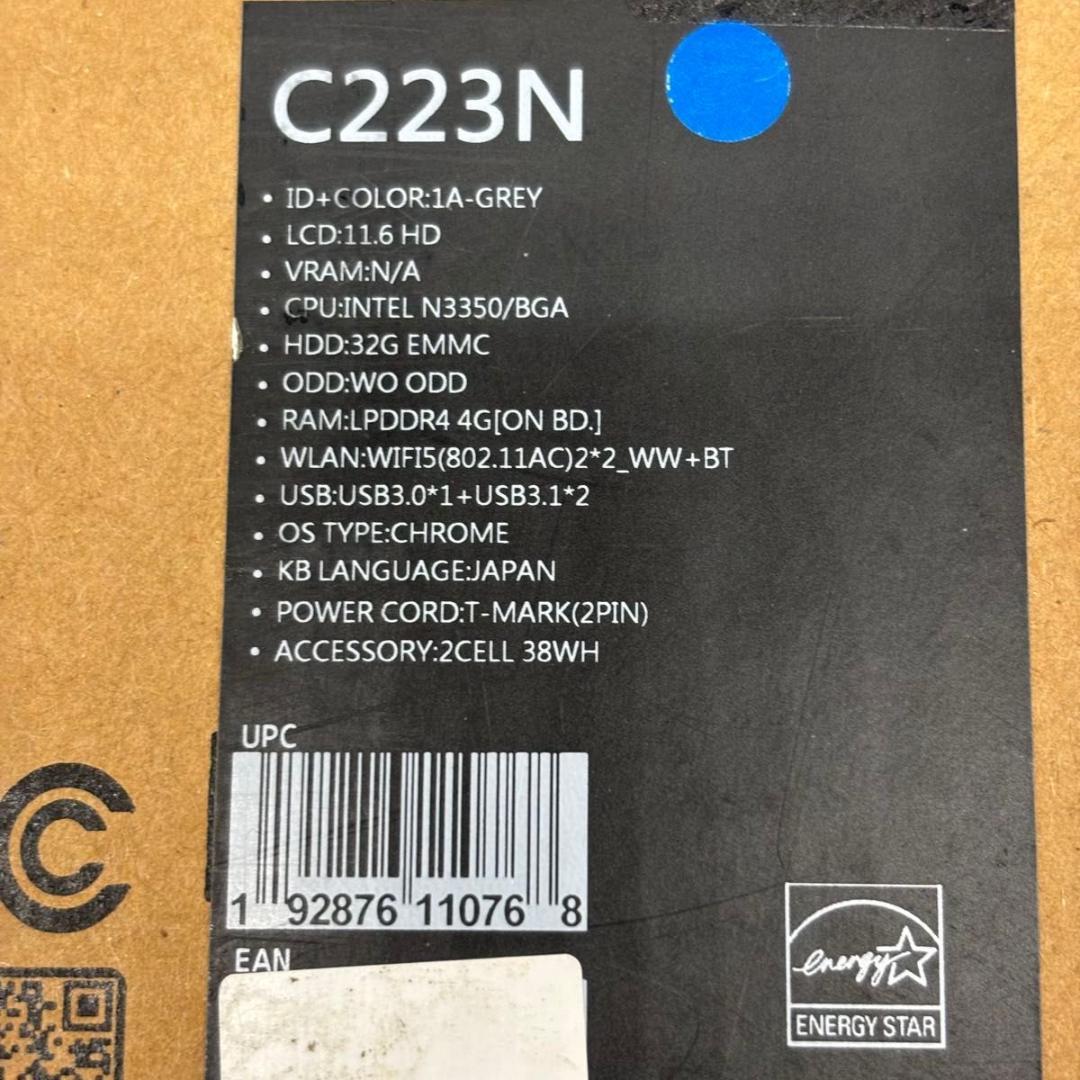 C223N
• ID+COLOR:1A-GREY
• LCD:11.6 HD
• VRAM:N/A
• CPU:INTEL N3350/BGA
• HDD:32G EMMC
• ODD:WO ODD
• RAM:LPDDR4 4G[ON BD.]
• WLAN:WIFI5(802.11AC)2*2_WW+BT
• USB:USB3.0*1+USB3.1*2
• OS TYPE:CHROME
• KB LANGUAGE:JAPAN
• POWER CORD:T-MARK(2PIN)
• ACCESSORY:2CELL 38WH
UPC
1 92876 11076 8
EAN
energy
ENERGY STAR